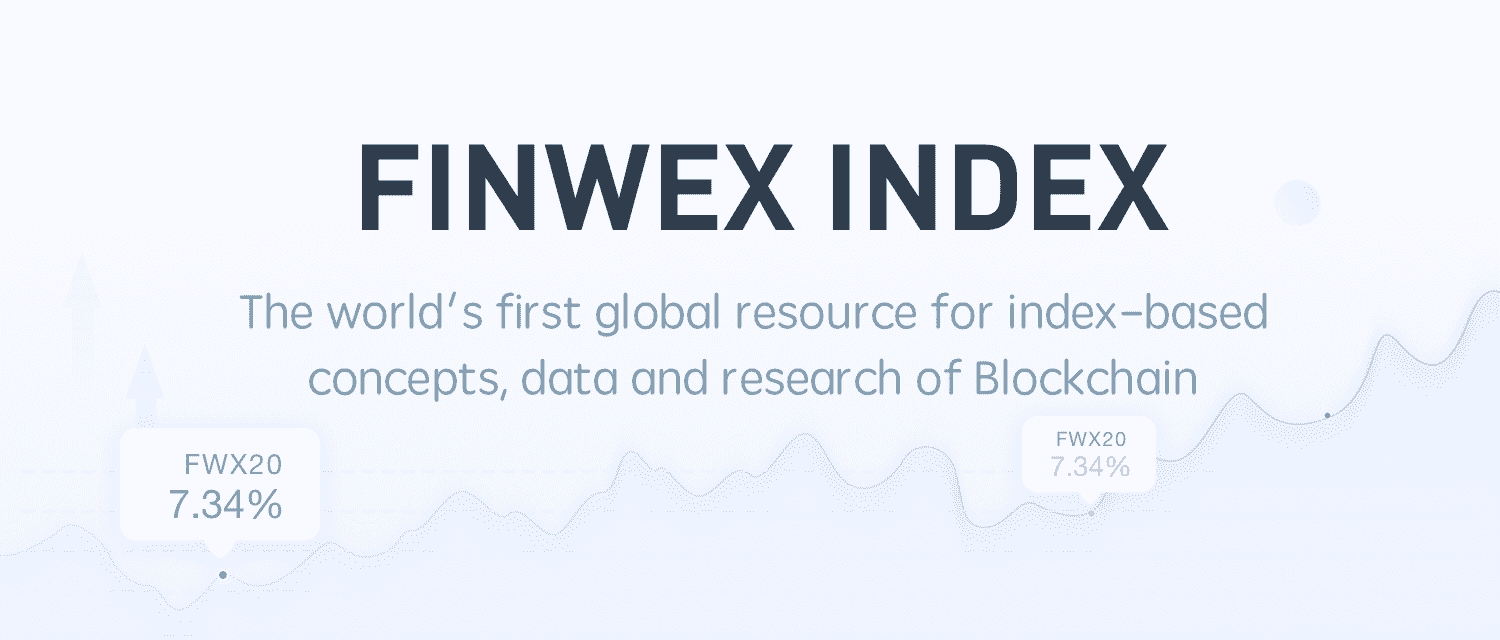 FINWEX INDEX
The world's first global resource for index-based
concepts, data and research of Blockchain
FWX20
7.34%
FWX20
7.34%